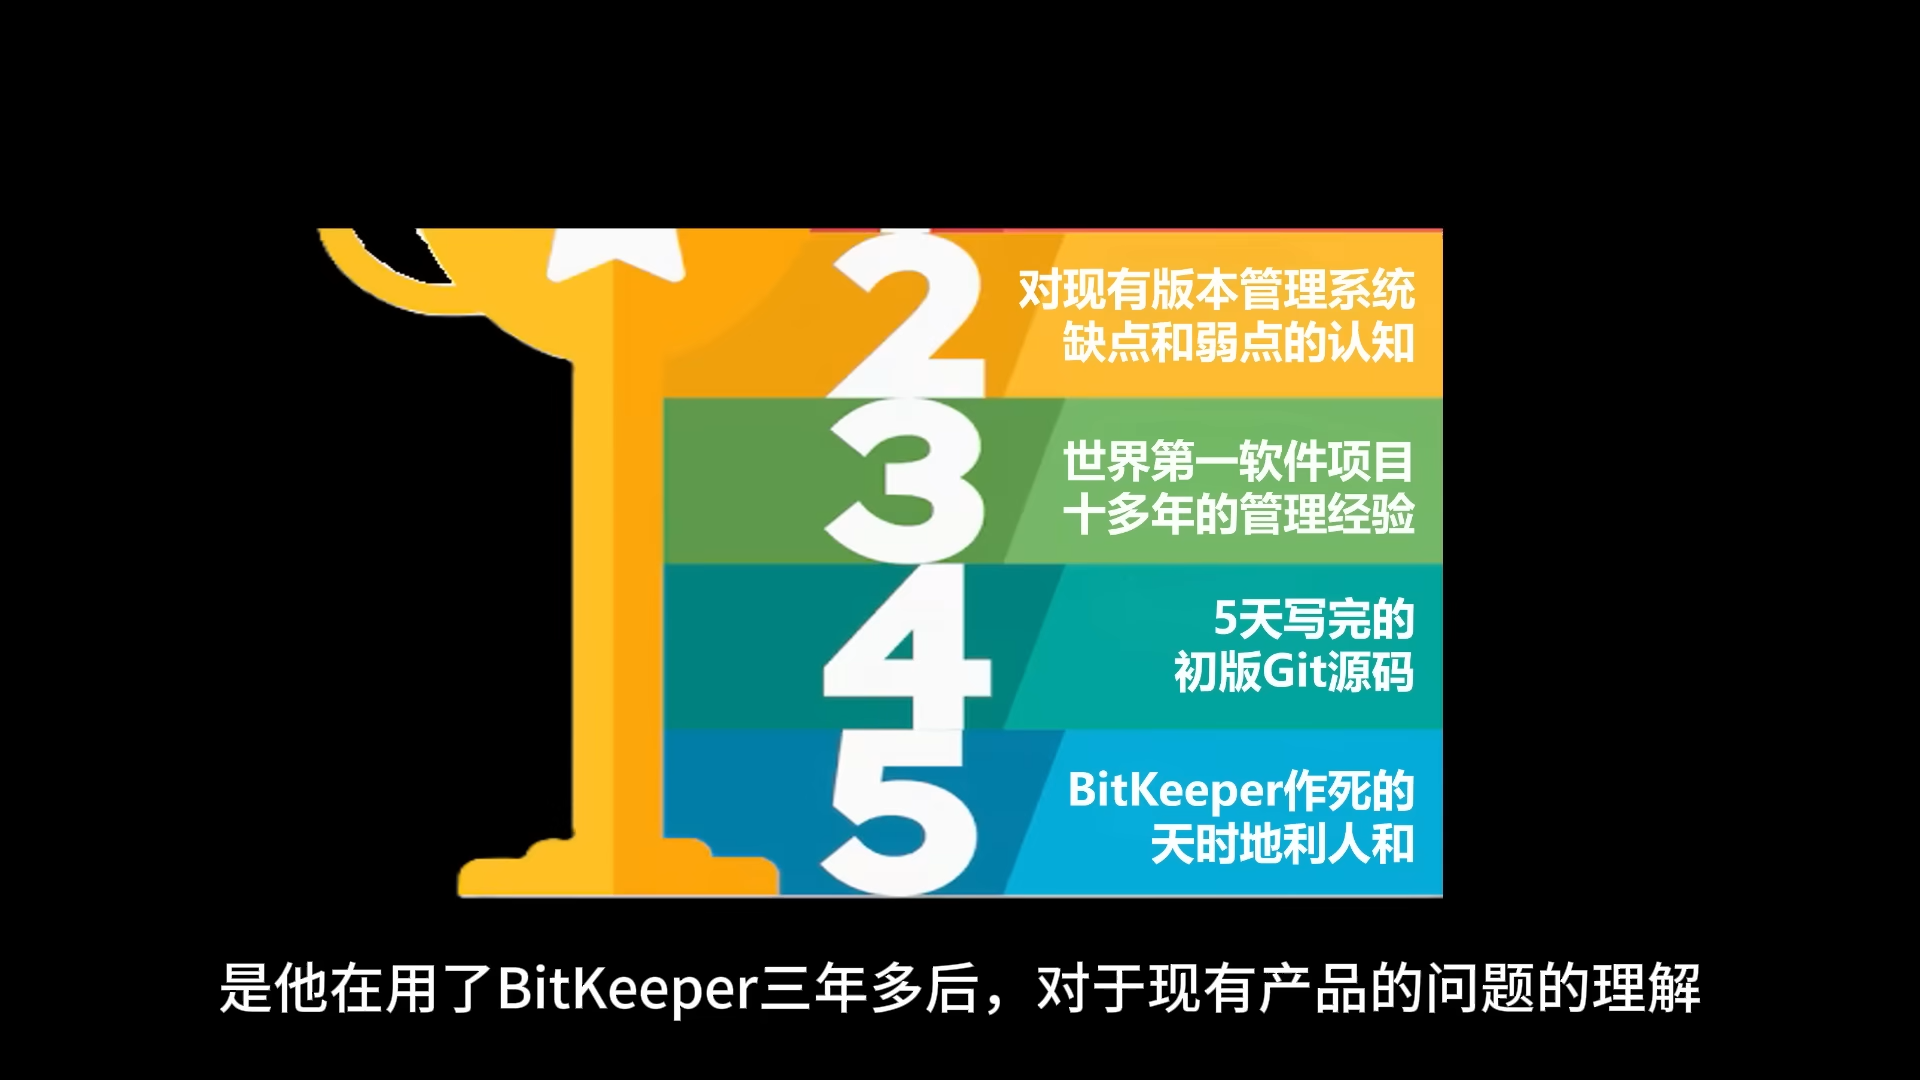 2
对现有版本管理系统
缺点和弱点的认知
3
世界第一软件项目
十多年的管理经验
4
5天写完的
初版Git源码
5
BitKeeper作死的
天时地利人和
是他在用了BitKeeper三年多后，对于现有产品的问题的理解